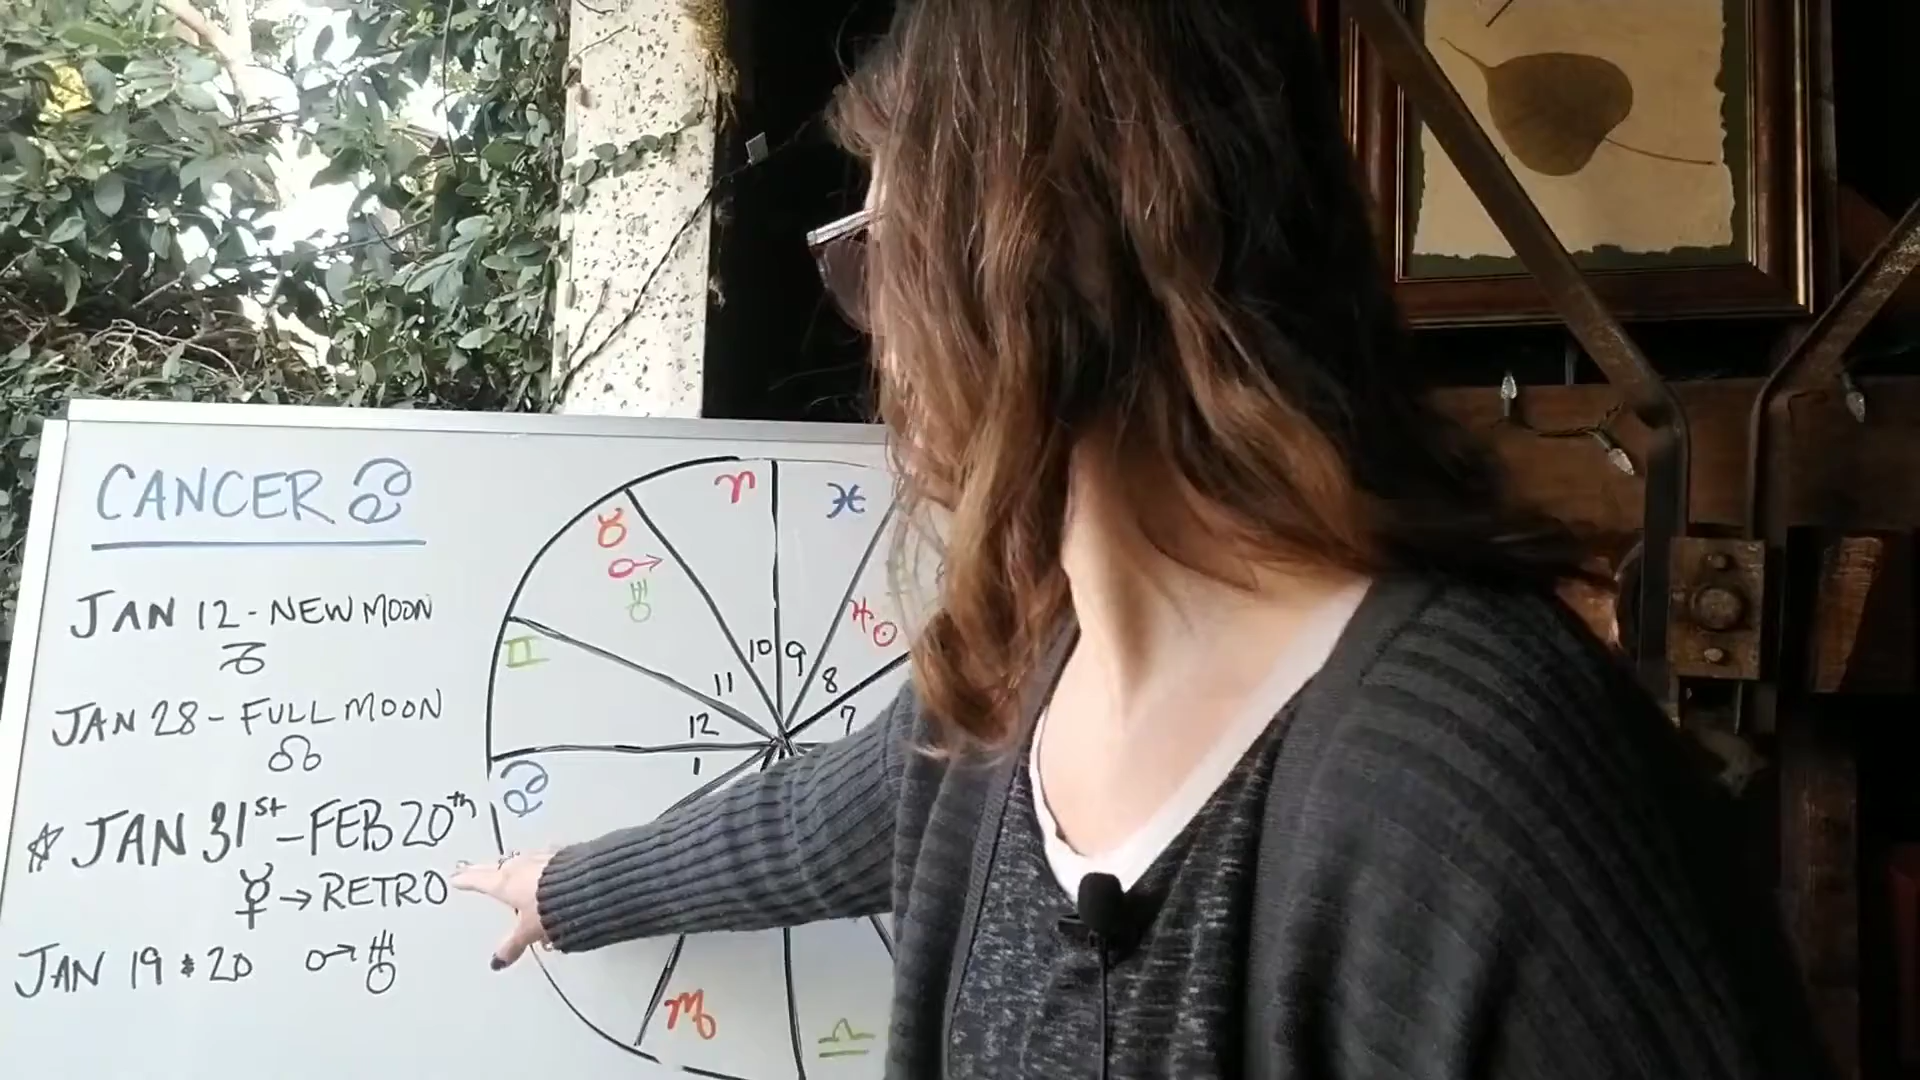 CANCER ♋
JAN 12 - NEW MOON
♑
JAN 28 - FULL MOON
♌
☆ JAN 31st - FEB 20th
☿ → RETRO
JAN 19 & 20 ♂ ♅
♈
♓
♉
♂
♅
♊
♃ ☉
10 9
11 8
12 7
1
♋
♍
♎